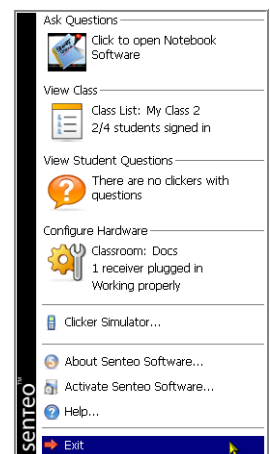 Ask Questions
Click to open Notebook
Software
View Class
Class List: My Class 2
2/4 students signed in
View Student Questions
There are no clickers with
questions
Configure Hardware
Classroom: Docs
1 receiver plugged in
Working properly
Clicker Simulator...
About Senteo Software...
Activate Senteo Software...
Help...
Exit
senteo™